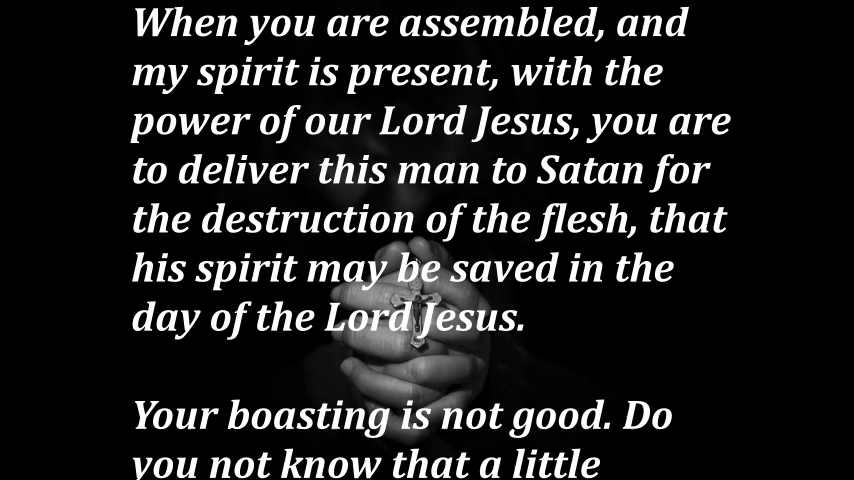 When you are assembled, and
my spirit is present, with the
power of our Lord Jesus, you are
to deliver this man to Satan for
the destruction of the flesh, that
his spirit may be saved in the
day of the Lord Jesus.
Your boasting is not good. Do
you not know that a little